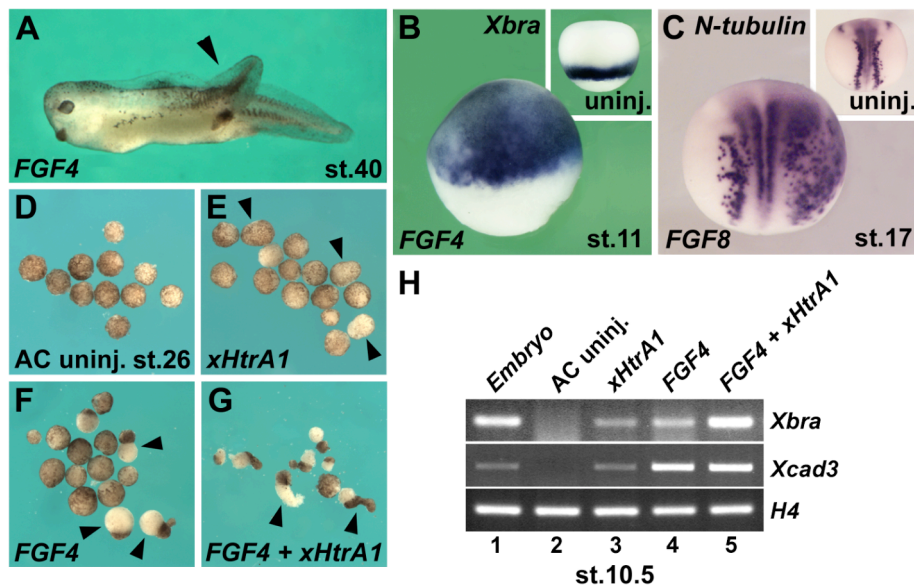 A
FGF4 st.40
B Xbra
uninj.
FGF4 st.11
C N-tubulin
uninj.
FGF8 st.17
D
AC uninj. st.26
E
xHtrA1
F
FGF4
G
FGF4 + xHtrA1
H
Embryo
AC uninj.
xHtrA1
FGF4
FGF4 + xHtrA1
Xbra
Xcad3
H4
1 2 3 4 5
st.10.5